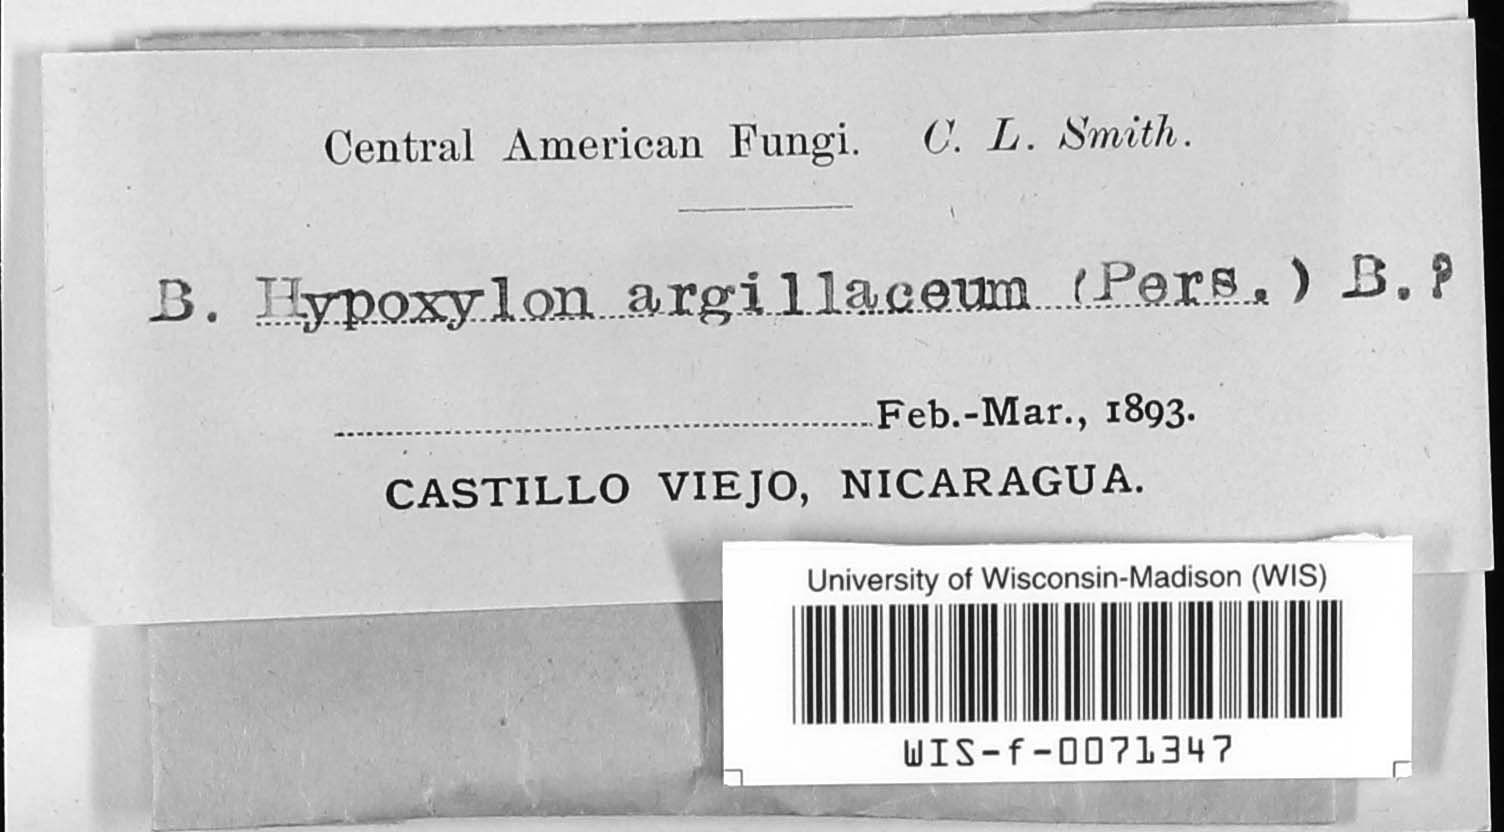 Central American Fungi. C. L. Smith.
B. Hypoxylon argillaceum (Pers.) B.?
Feb.-Mar., 1893.
CASTILLO VIEJO, NICARAGUA.
University of Wisconsin-Madison (WIS)
WIS-f-0071347